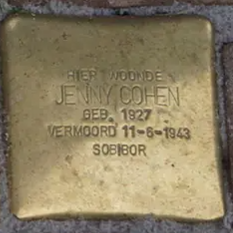 HIER WOONDE
JENNY COHEN
GEB. 1927
VERMOORD 11-6-1943
SOBIBOR